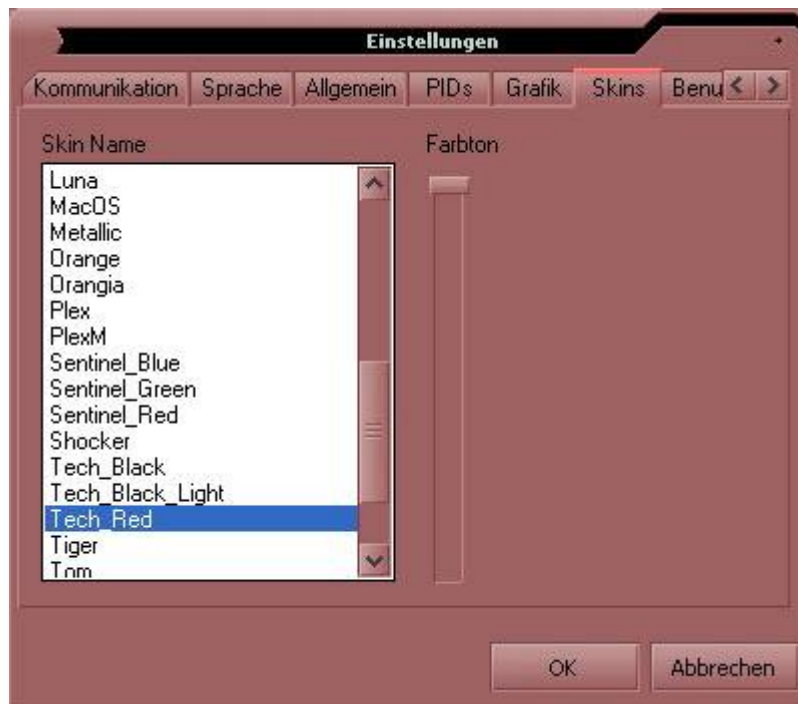 Einstellungen
Kommunikation Sprache Allgemein PIDs Grafik Skins Benu
Skin Name
Farbton
Luna
MacOS
Metallic
Orange
Orangia
Plex
PlexM
Sentinel_Blue
Sentinel_Green
Sentinel_Red
Shocker
Tech_Black
Tech_Black_Light
Tech_Red
Tiger
Tom
OK
Abbrechen